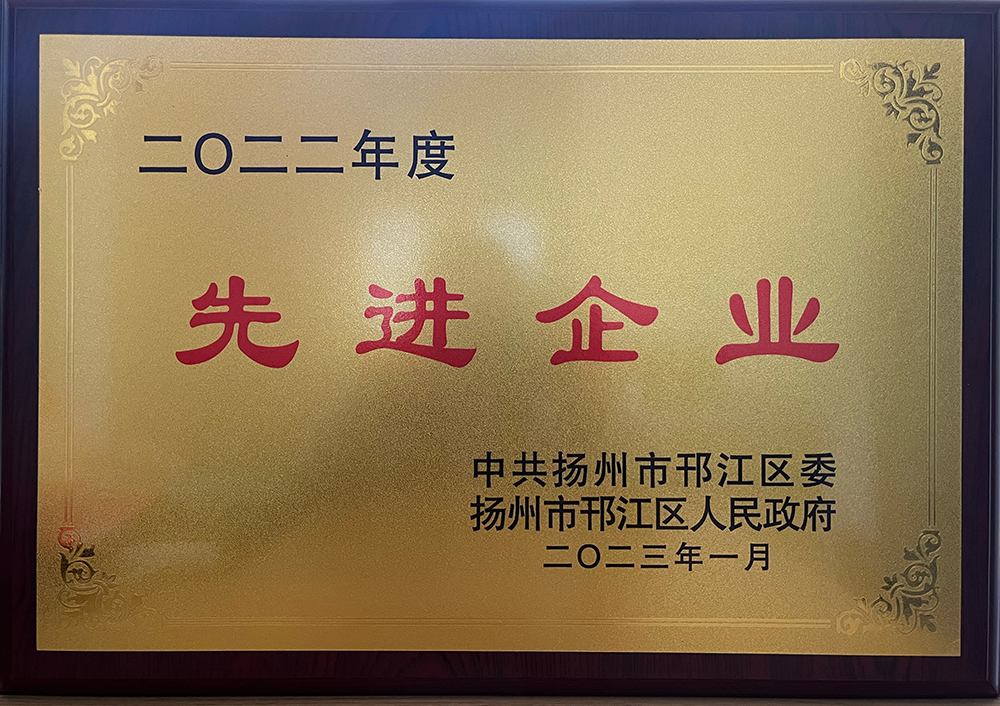 二〇二二年度
先进企业
中共扬州市邗江区委
扬州市邗江区人民政府
二〇二三年一月